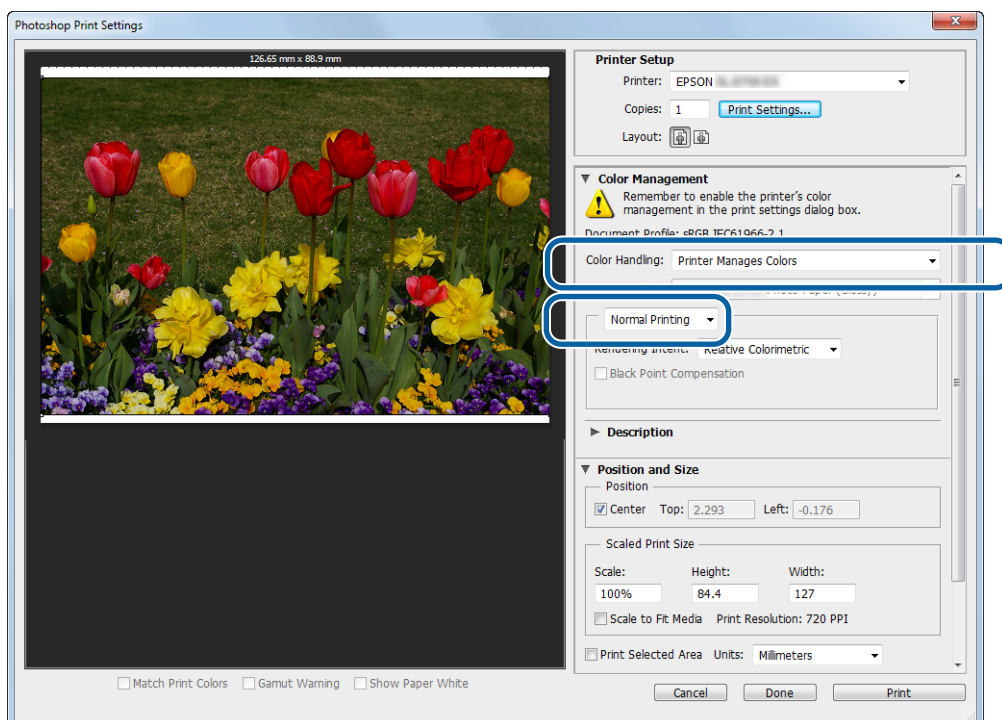 Photoshop Print Settings
126.65 mm x 88.9 mm
Printer Setup
Printer: EPSON
Copies: 1 Print Settings...
Layout:
Color Management
Remember to enable the printer's color
management in the print settings dialog box.
Document Profile: sRGB IEC61966-2.1
Color Handling: Printer Manages Colors
Normal Printing
Rendering Intent: Relative Colorimetric
Black Point Compensation
Description
Position and Size
Position
Center Top: 2.293 Left: -0.176
Scaled Print Size
Scale: Height: Width:
100% 84.4 127
Scale to Fit Media Print Resolution: 720 PPI
Print Selected Area Units: Millimeters
Match Print Colors Gamut Warning Show Paper White
Cancel Done Print